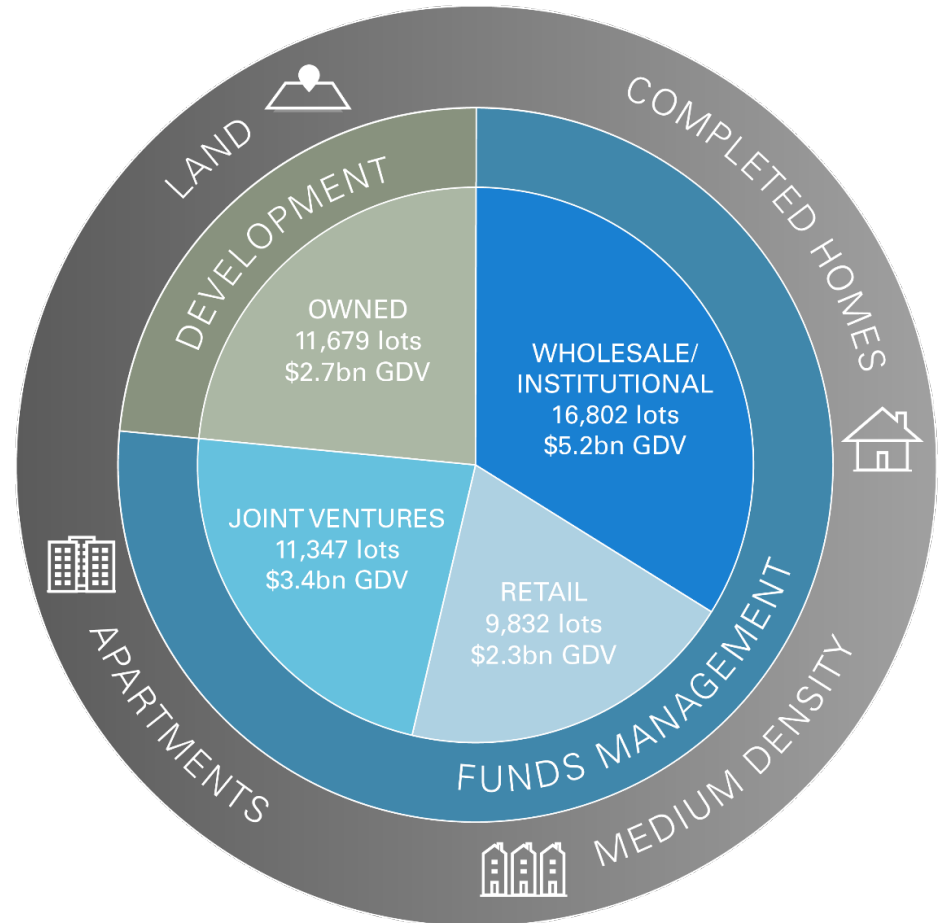 LAND
COMPLETED HOMES
DEVELOPMENT
OWNED
11,679 lots
$2.7bn GDV
WHOLESALE/
INSTITUTIONAL
16,802 lots
$5.2bn GDV
JOINT VENTURES
11,347 lots
$3.4bn GDV
RETAIL
9,832 lots
$2.3bn GDV
FUNDS MANAGEMENT
APARTMENTS
MEDIUM DENSITY